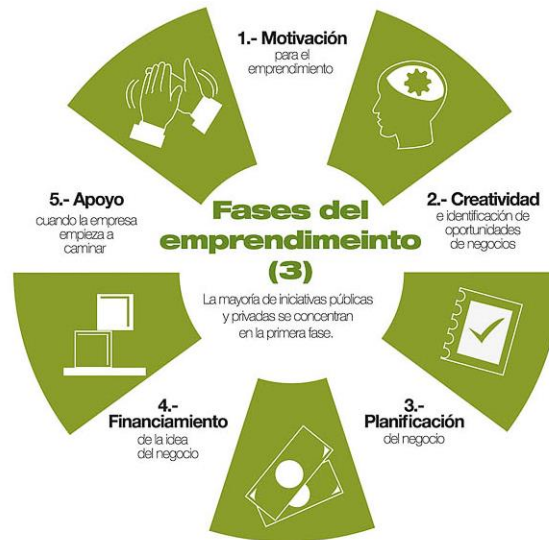 1.- Motivación
para el
emprendimiento
2.- Creatividad
e identificación de
oportunidades
de negocios
3.-
Planificación
del negocio
4.-
Financiamiento
de la idea
del negocio
5.- Apoyo
cuando la empresa
empieza a
caminar
Fases del
emprendimeinto
(3)
La mayoría de iniciativas públicas
y privadas se concentran
en la primera fase.